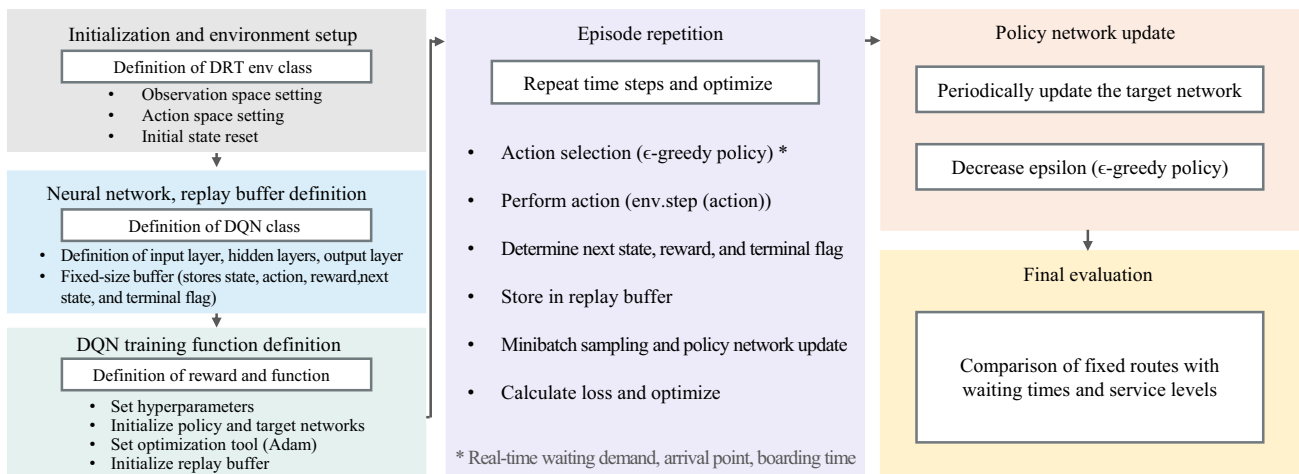 Initialization and environment setup
Definition of DRT env class
• Observation space setting
• Action space setting
• Initial state reset
Neural network, replay buffer definition
Definition of DQN class
• Definition of input layer, hidden layers, output layer
• Fixed-size buffer (stores state, action, reward,next
state, and terminal flag)
DQN training function definition
Definition of reward and function
• Set hyperparameters
• Initialize policy and target networks
• Set optimization tool (Adam)
• Initialize replay buffer
Episode repetition
Repeat time steps and optimize
• Action selection (ϵ-greedy policy) *
• Perform action (env.step (action))
• Determine next state, reward, and terminal flag
• Store in replay buffer
• Minibatch sampling and policy network update
• Calculate loss and optimize
* Real-time waiting demand, arrival point, boarding time
Policy network update
Periodically update the target network
Decrease epsilon (ϵ-greedy policy)
Final evaluation
Comparison of fixed routes with
waiting times and service levels